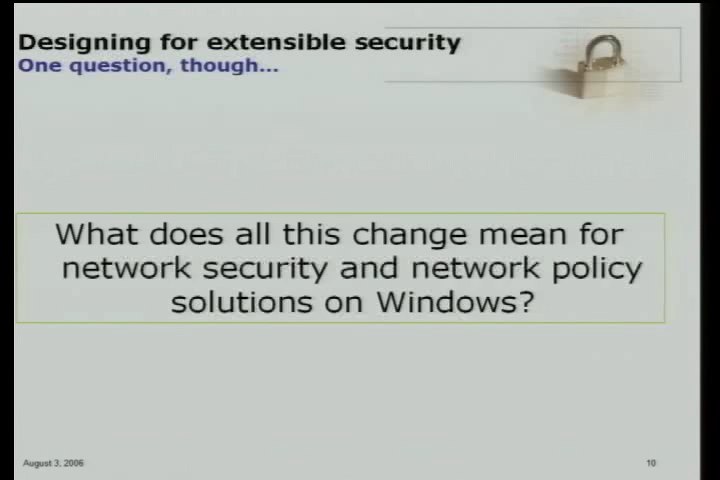 Designing for extensible security
One question, though...
What does all this change mean for
network security and network policy
solutions on Windows?
August 3, 2006
10